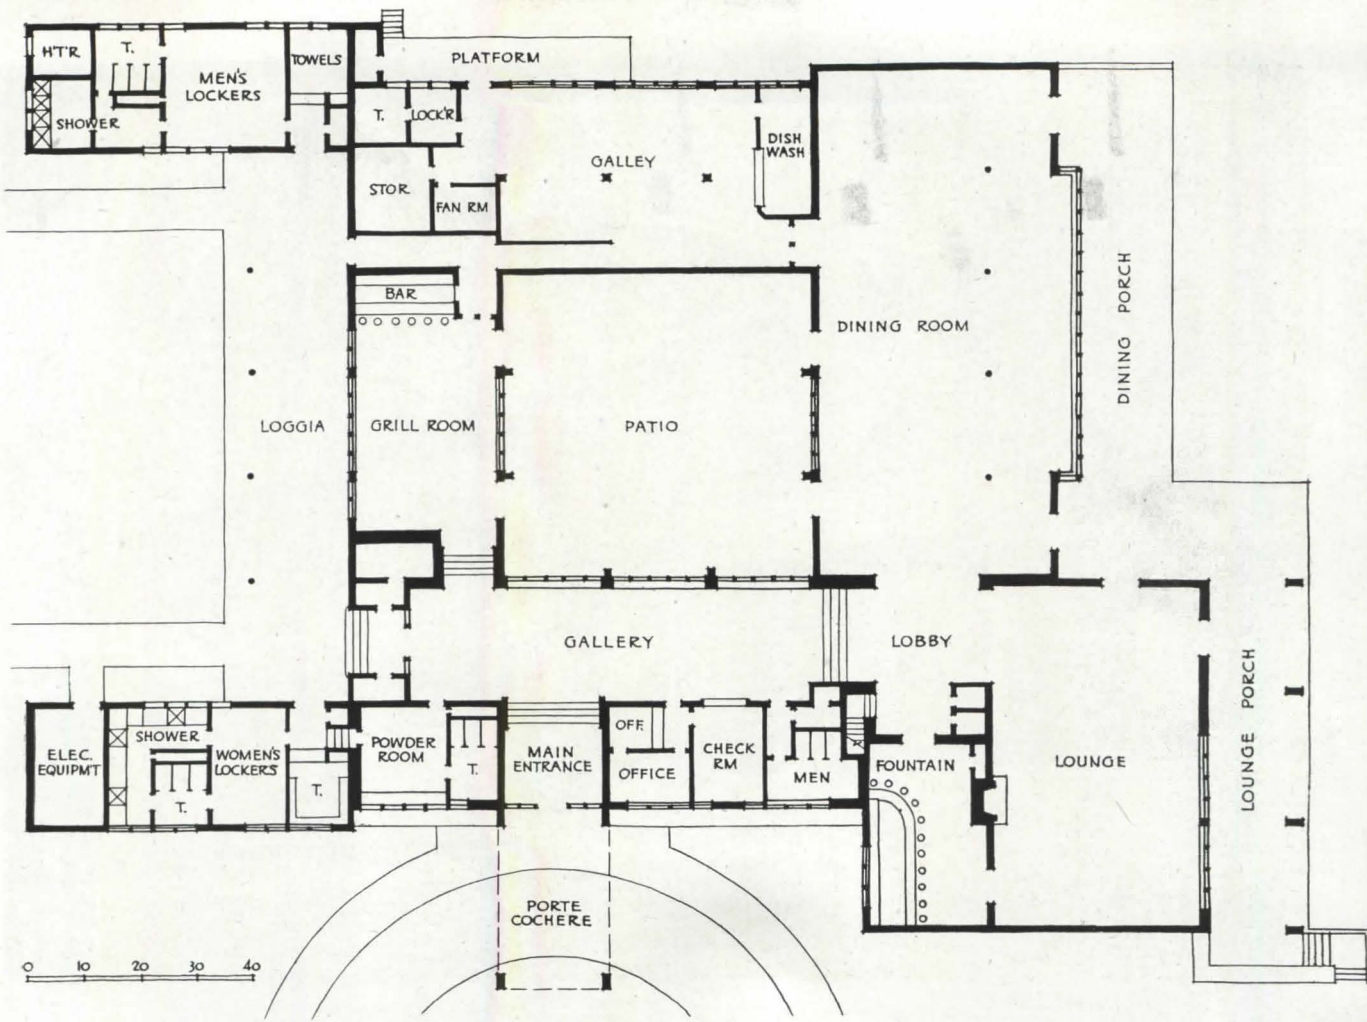 H'T'R
T.
MEN'S
LOCKERS
TOWELS
PLATFORM
SHOWER
T.
LOCK'R
GALLEY
DISH
WASH
STOR
FAN RM
BAR
DINING ROOM
DINING PORCH
LOGGIA
GRILL ROOM
PATIO
GALLERY
LOBBY
LOUNGE PORCH
ELEC.
EQUIPM'T
SHOWER
WOMEN'S
LOCKERS
T.
T.
POWDER
ROOM
T.
MAIN
ENTRANCE
OFF.
OFFICE
CHECK
RM
MEN
FOUNTAIN
LOUNGE
PORTE
COCHERE
0 10 20 30 40